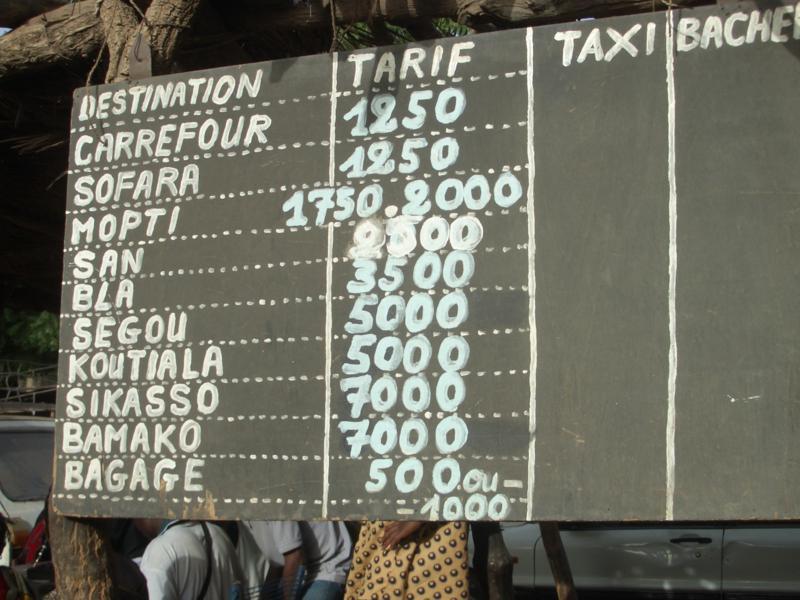 DESTINATION TARIF TAXI BACHE
CARREFOUR 1250
SOFARA 1250
MOPTI 1750.2000
SAN 2500
BLA 3500
SEGOU 5000
KOUTIALA 5000
SIKASSO 7000
BAMAKO 7000
BAGAGE 500 ou-
-1000